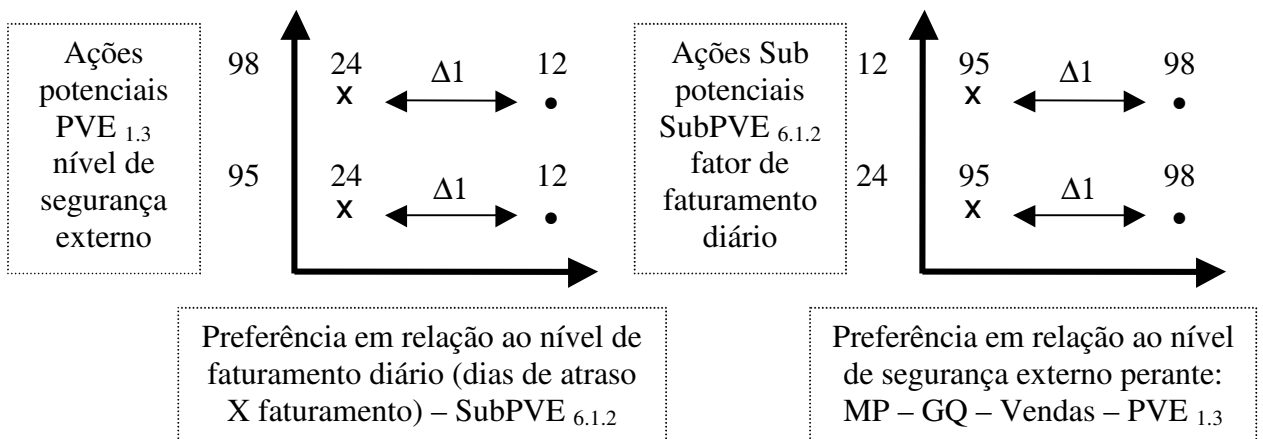 Ações
potenciais
PVE 1.3
nível de
segurança
externo
98 24 Δ1 12
x •
95 24 Δ1 12
x •
Preferência em relação ao nível de
faturamento diário (dias de atraso
X faturamento) – SubPVE 6.1.2
Ações Sub
potenciais
SubPVE 6.1.2
fator de
faturamento
diário
12 95 Δ1 98
x •
24 95 Δ1 98
x •
Preferência em relação ao nível
de segurança externo perante:
MP – GQ – Vendas – PVE 1.3